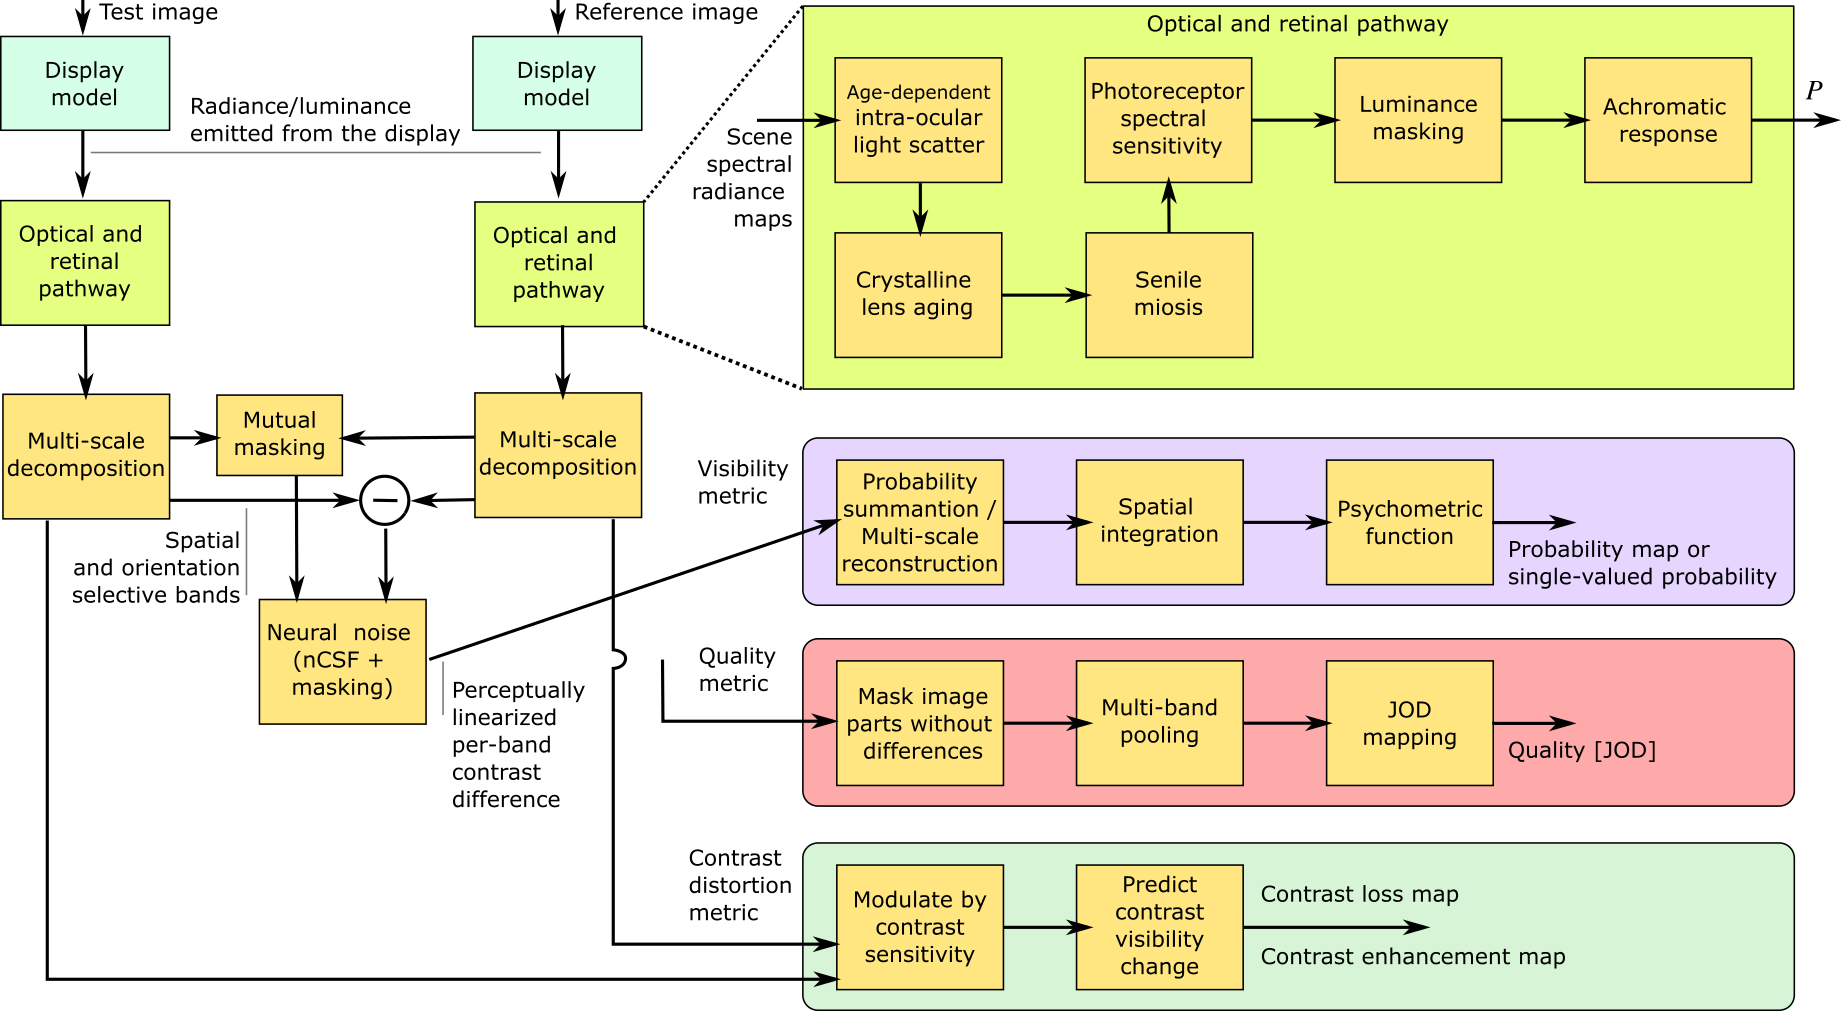 Test image
Reference image
Display
model
Display
model
Radiance/luminance
emitted from the display
Optical and
retinal
pathway
Optical and
retinal
pathway
Optical and retinal pathway
Scene
spectral
radiance
maps
Age-dependent
intra-ocular
light scatter
Photoreceptor
spectral
sensitivity
Luminance
masking
Achromatic
response
P
Crystalline
lens aging
Senile
miosis
Multi-scale
decomposition
Mutual
masking
Multi-scale
decomposition
Spatial
and orientation
selective bands
Neural noise
(nCSF +
masking)
Perceptually
linearized
per-band
contrast
difference
Visibility
metric
Probability
summantion /
Multi-scale
reconstruction
Spatial
integration
Psychometric
function
Probability map or
single-valued probability
Quality
metric
Mask image
parts without
differences
Multi-band
pooling
JOD
mapping
Quality [JOD]
Contrast
distortion
metric
Modulate by
contrast
sensitivity
Predict
contrast
visibility
change
Contrast loss map
Contrast enhancement map